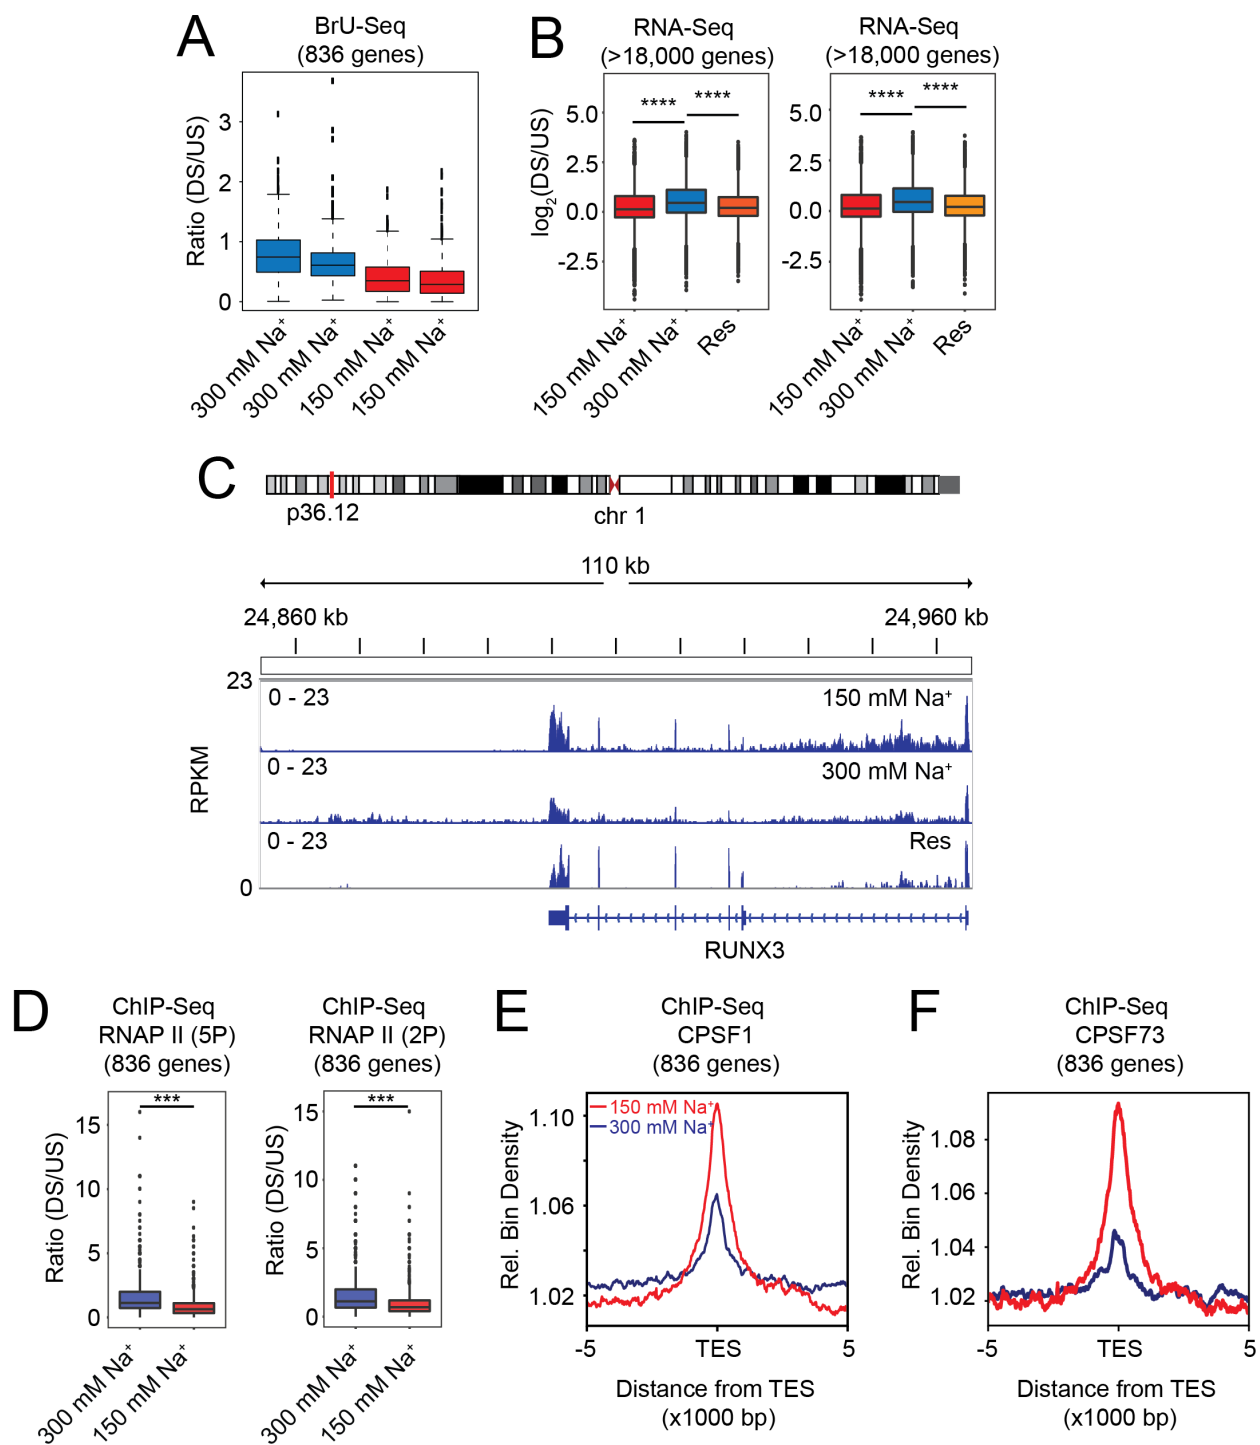 A
BrU-Seq
(836 genes)
Ratio (DS/US)
3
2
1
0
300 mM Na⁺
300 mM Na⁺
150 mM Na⁺
150 mM Na⁺
B
RNA-Seq
(>18,000 genes)
log₂(DS/US)
5.0
2.5
0.0
-2.5
****
****
150 mM Na⁺
300 mM Na⁺
Res
RNA-Seq
(>18,000 genes)
5.0
2.5
0.0
-2.5
****
****
150 mM Na⁺
300 mM Na⁺
Res
C
p36.12
chr 1
110 kb
24,860 kb
24,960 kb
RPKM
23
0 - 23
150 mM Na⁺
0 - 23
300 mM Na⁺
0 - 23
Res
0
RUNX3
D
ChIP-Seq
RNAP II (5P)
(836 genes)
Ratio (DS/US)
15
10
5
0
***
300 mM Na⁺
150 mM Na⁺
ChIP-Seq
RNAP II (2P)
(836 genes)
Ratio (DS/US)
15
10
5
0
***
300 mM Na⁺
150 mM Na⁺
E
ChIP-Seq
CPSF1
(836 genes)
Rel. Bin Density
1.10
1.06
1.02
150 mM Na⁺
300 mM Na⁺
-5
TES
5
Distance from TES
(x1000 bp)
F
ChIP-Seq
CPSF73
(836 genes)
Rel. Bin Density
1.08
1.06
1.04
1.02
-5
TES
5
Distance from TES
(x1000 bp)